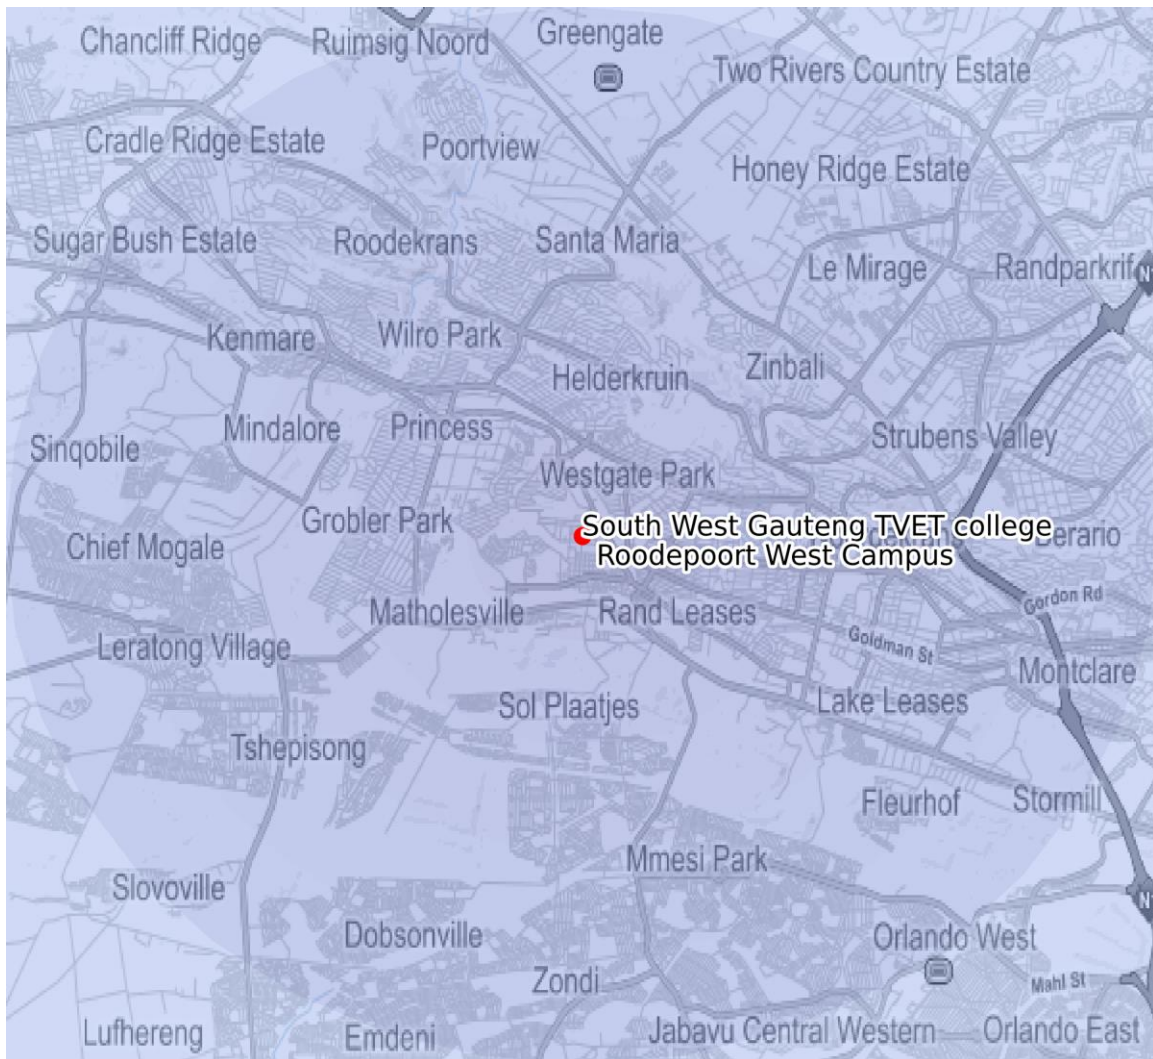 Chancliff Ridge
Ruimsig Noord
Greengate
Two Rivers Country Estate
Cradle Ridge Estate
Poortview
Honey Ridge Estate
Sugar Bush Estate
Roodekrans
Santa Maria
Le Mirage
Randparkrif
Kenmare
Wilro Park
Helderkruin
Zinbali
Sinqobile
Mindalore
Princess
Westgate Park
Strubens Valley
Grobler Park
Chief Mogale
South West Gauteng TVET college
Roodepoort West Campus
Berario
Matholesville
Rand Leases
Gordon Rd
Goldman St
Leratong Village
Montclare
Sol Plaatjes
Lake Leases
Tshepisong
Fleurhof
Stormill
Mmesi Park
Slovoville
Dobsonville
Orlando West
Zondi
Mahl St
Lufhereng
Emdeni
Jabavu Central Western
Orlando East